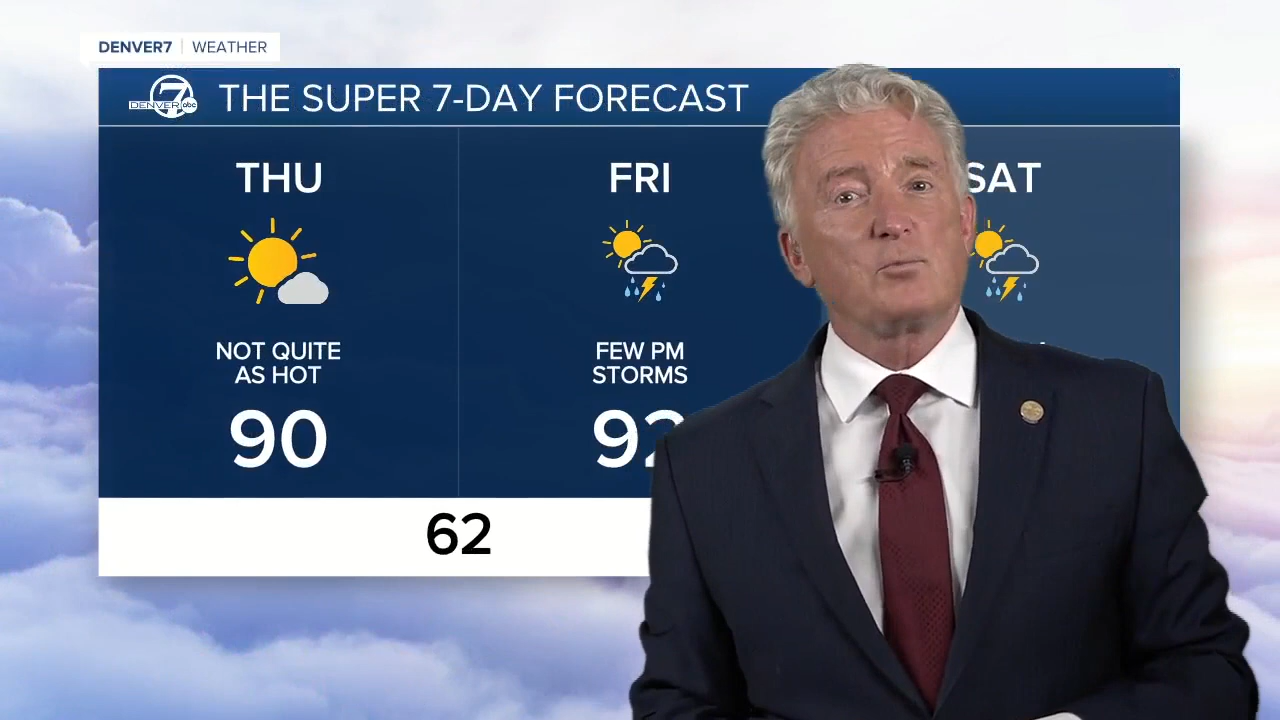 DENVER7 | WEATHER
DENVER 7 abc
THE SUPER 7-DAY FORECAST
THU
FRI
SAT
NOT QUITE
AS HOT
FEW PM
STORMS
90
92
62